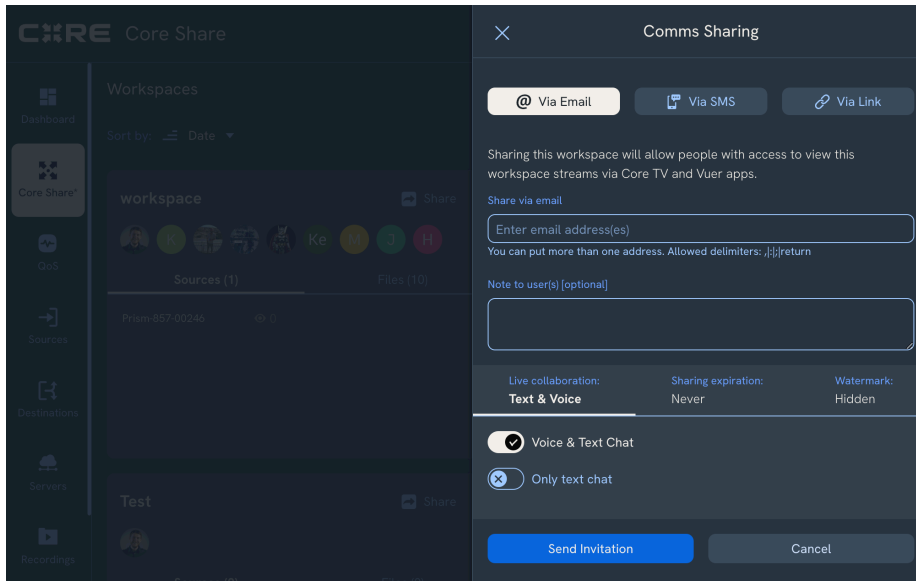 CORE Core Share
Workspaces
Sort by: Date
Dashboard
Core Share*
QoS
Sources
Destinations
Servers
Recordings
workspace
Share
K
Ke
M
J
H
Sources (1)
Files (10)
Prism-857-00246
0
Test
Share
Comms Sharing
@ Via Email
Via SMS
Via Link
Sharing this workspace will allow people with access to view this
workspace streams via Core TV and Vuer apps.
Share via email
Enter email address(es)
You can put more than one address. Allowed delimiters: ,|:|;|return
Note to user(s) [optional]
Live collaboration:
Text & Voice
Sharing expiration:
Never
Watermark:
Hidden
Voice & Text Chat
Only text chat
Send Invitation
Cancel